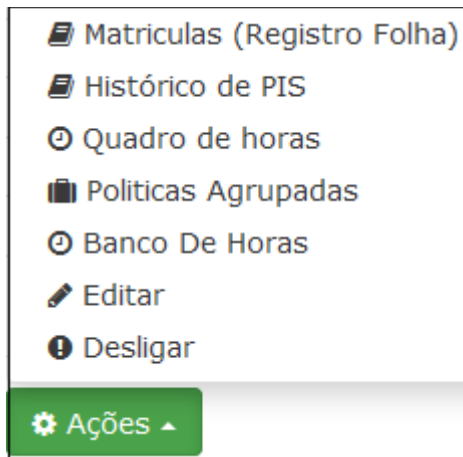 Matriculas (Registro Folha)
Histórico de PIS
Quadro de horas
Politicas Agrupadas
Banco De Horas
Editar
Desligar
Ações